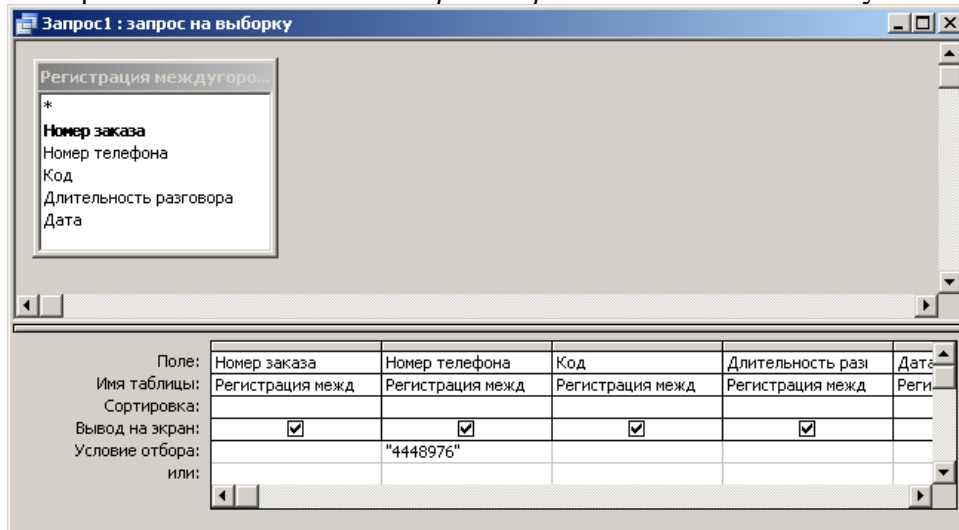 Запрос1 : запрос на выборку
Регистрация междугоро...
*
Номер заказа
Номер телефона
Код
Длительность разговора
Дата
Поле: Номер заказа Номер телефона Код Длительность разг Дата
Имя таблицы: Регистрация межд Регистрация межд Регистрация межд Регистрация межд Реги
Сортировка:
Вывод на экран:
Условие отбора: "4448976"
или: